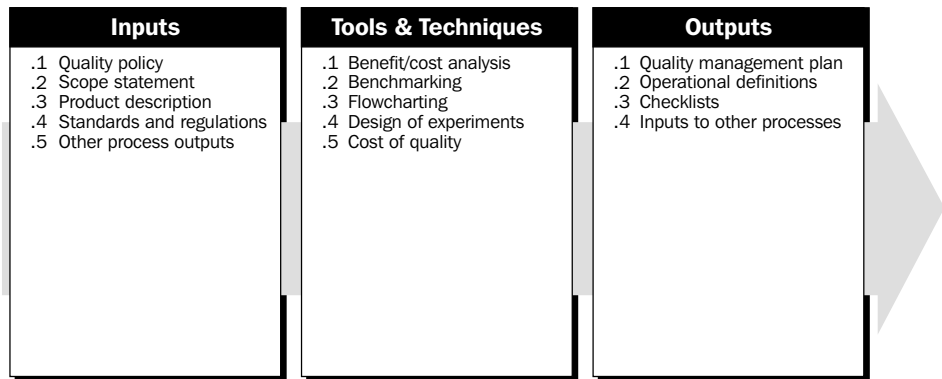 Inputs
.1 Quality policy
.2 Scope statement
.3 Product description
.4 Standards and regulations
.5 Other process outputs
Tools & Techniques
.1 Benefit/cost analysis
.2 Benchmarking
.3 Flowcharting
.4 Design of experiments
.5 Cost of quality
Outputs
.1 Quality management plan
.2 Operational definitions
.3 Checklists
.4 Inputs to other processes